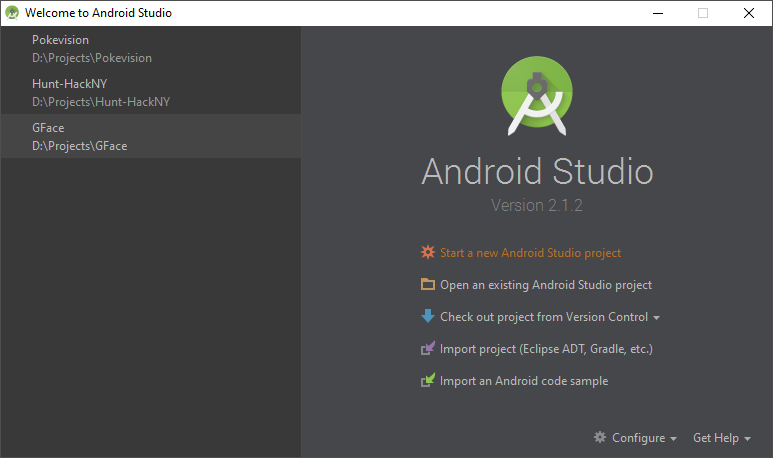 Welcome to Android Studio
Pokevision
D:\Projects\Pokevision
Hunt-HackNY
D:\Projects\Hunt-HackNY
GFace
D:\Projects\GFace
Android Studio
Version 2.1.2
Start a new Android Studio project
Open an existing Android Studio project
Check out project from Version Control
Import project (Eclipse ADT, Gradle, etc.)
Import an Android code sample
Configure Get Help